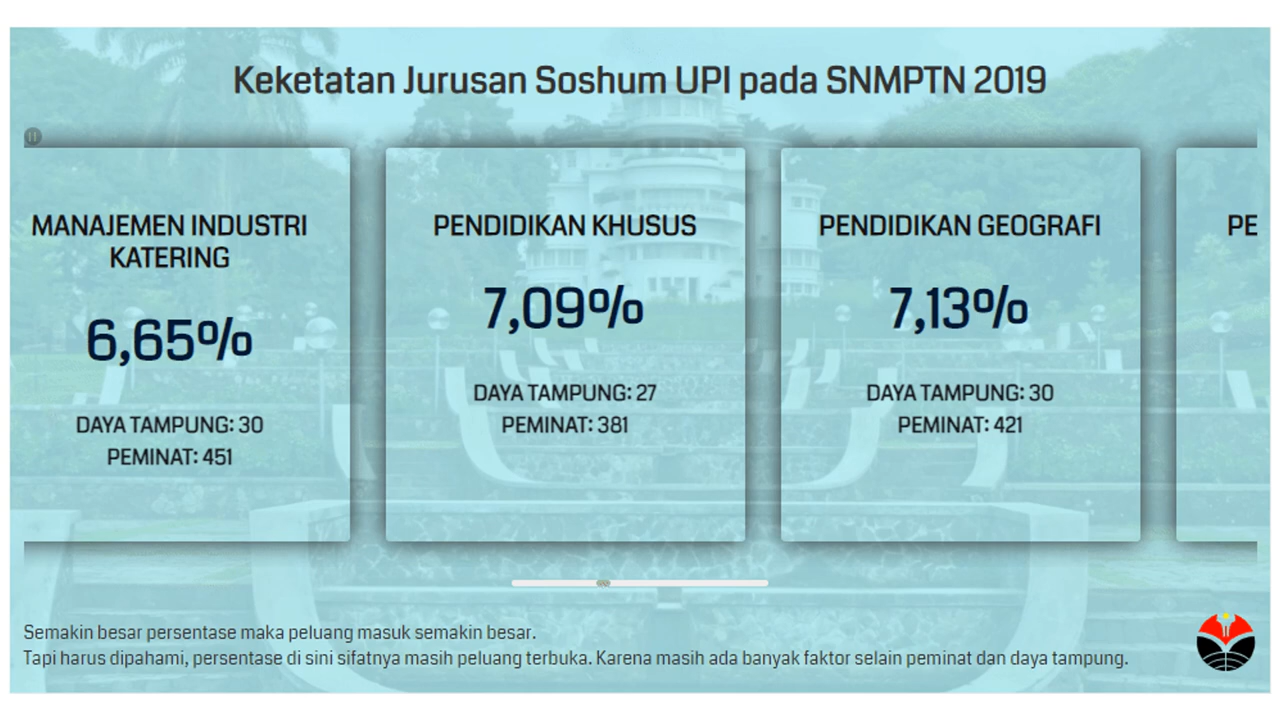 Keketatan Jurusan Soshum UPI pada SNMPTN 2019
MANAJEMEN INDUSTRI
KATERING
6,65%
DAYA TAMPUNG: 30
PEMINAT: 451
PENDIDIKAN KHUSUS
7,09%
DAYA TAMPUNG: 27
PEMINAT: 381
PENDIDIKAN GEOGRAFI
7,13%
DAYA TAMPUNG: 30
PEMINAT: 421
PE
Semakin besar persentase maka peluang masuk semakin besar.
Tapi harus dipahami, persentase di sini sifatnya masih peluang terbuka. Karena masih ada banyak faktor selain peminat dan daya tampung.